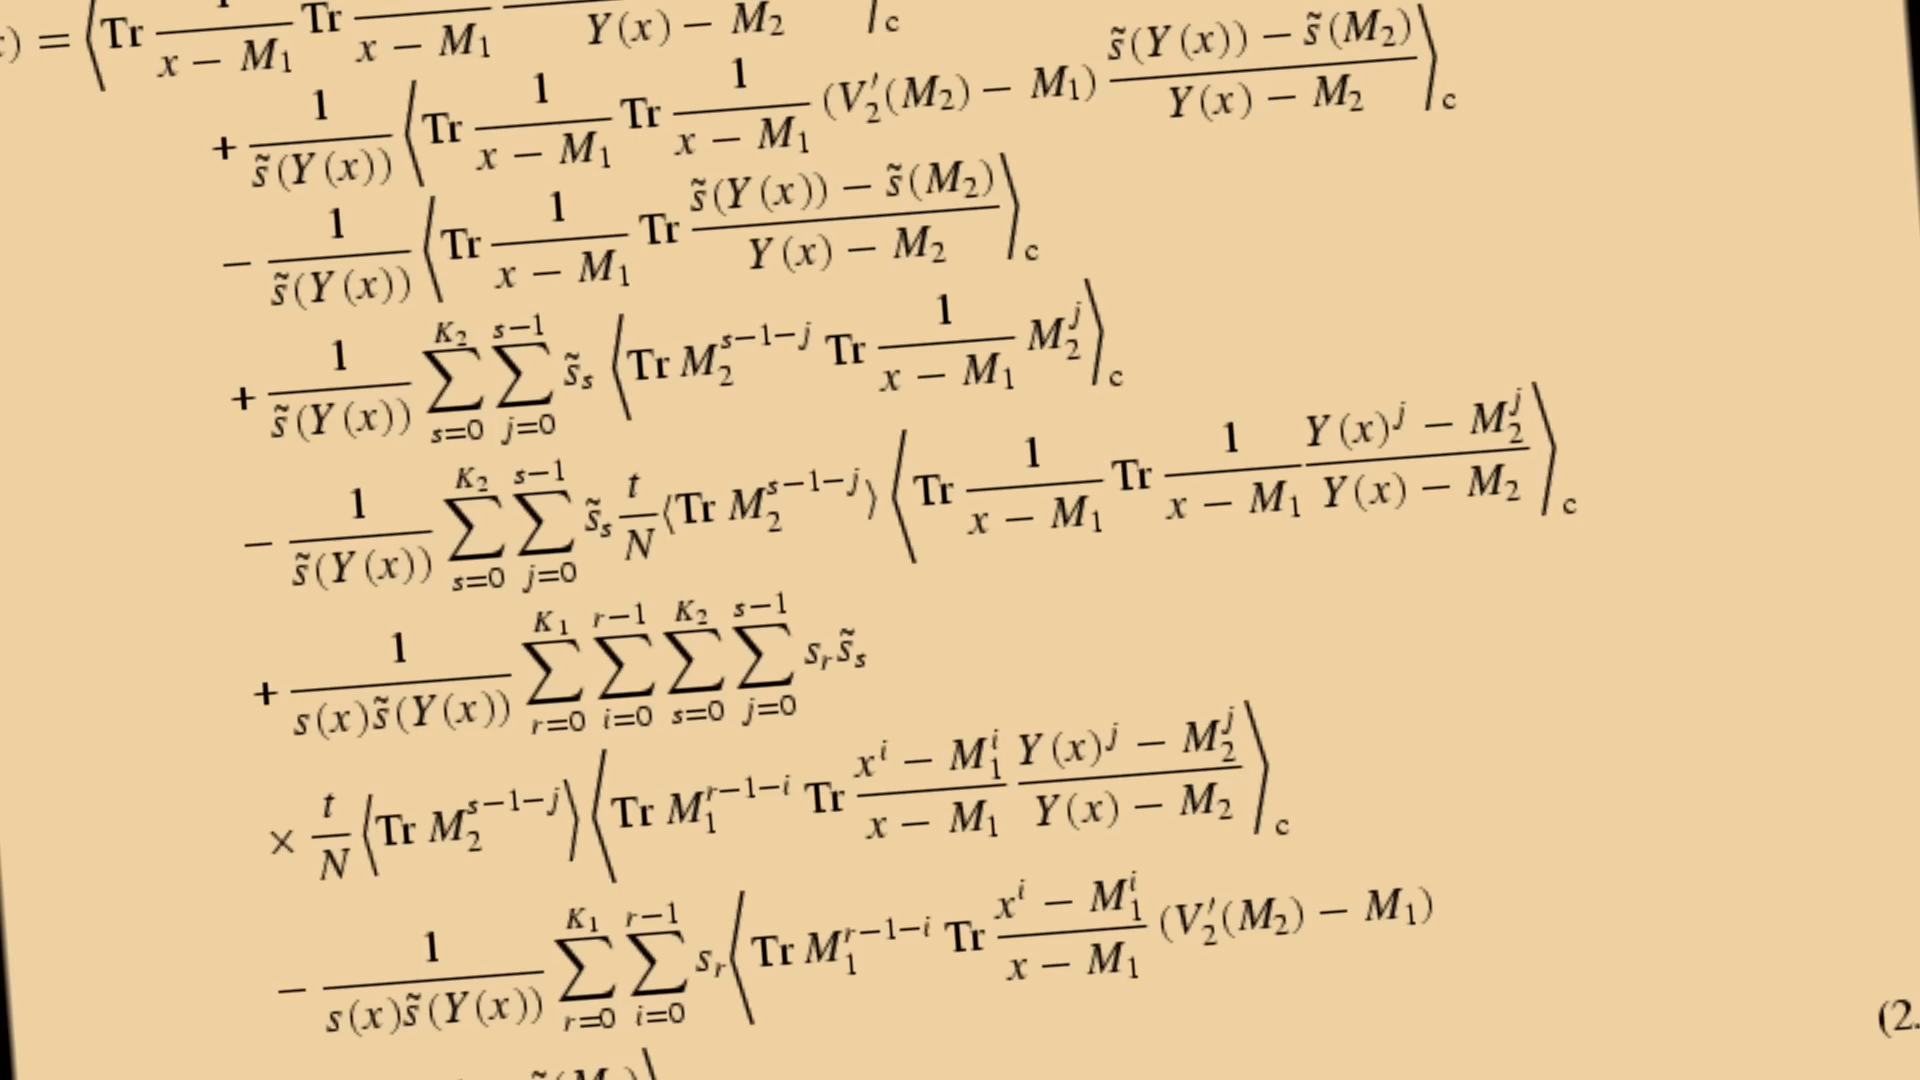 ) = ⟨Tr 1/(x − M₁) Tr /(x − M₁) /(Y(x) − M₂) ⟩_c
+ 1/s̃(Y(x)) ⟨Tr 1/(x − M₁) Tr 1/(x − M₁) (V₂′(M₂) − M₁) (s̃(Y(x)) − s̃(M₂))/(Y(x) − M₂)⟩_c
− 1/s̃(Y(x)) ⟨Tr 1/(x − M₁) Tr (s̃(Y(x)) − s̃(M₂))/(Y(x) − M₂)⟩_c
+ 1/s̃(Y(x)) ∑_{s=0}^{K₂} ∑_{j=0}^{s−1} s̃_s ⟨Tr M₂^{s−1−j} Tr 1/(x − M₁) M₂^j⟩_c
− 1/s̃(Y(x)) ∑_{s=0}^{K₂} ∑_{j=0}^{s−1} s̃_s t/N ⟨Tr M₂^{s−1−j}⟩ ⟨Tr 1/(x − M₁) Tr 1/(x − M₁) (Y(x)^j − M₂^j)/(Y(x) − M₂)⟩_c
+ 1/(s(x)s̃(Y(x))) ∑_{r=0}^{K₁} ∑_{i=0}^{r−1} ∑_{s=0}^{K₂} ∑_{j=0}^{s−1} s_r s̃_s
× t/N ⟨Tr M₂^{s−1−j}⟩ ⟨Tr M₁^{r−1−i} Tr (x^i − M₁^i)/(x − M₁) (Y(x)^j − M₂^j)/(Y(x) − M₂)⟩_c
− 1/(s(x)s̃(Y(x))) ∑_{r=0}^{K₁} ∑_{i=0}^{r−1} s_r ⟨Tr M₁^{r−1−i} Tr (x^i − M₁^i)/(x − M₁) (V₂′(M₂) − M₁)
(2.